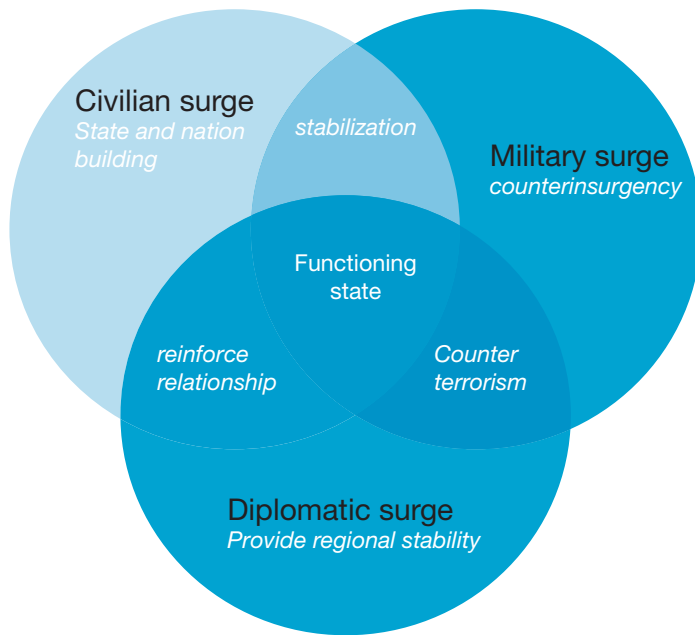 Civilian surge
State and nation
building
stabilization
Military surge
counterinsurgency
Functioning
state
reinforce
relationship
Counter
terrorism
Diplomatic surge
Provide regional stability